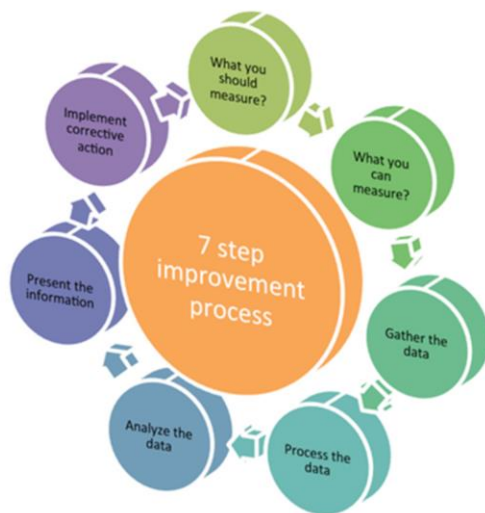 What you
should
measure?
What you
can
measure?
Gather the
data
Process the
data
Analyze the
data
Present the
information
Implement
corrective
action
7 step
improvement
process